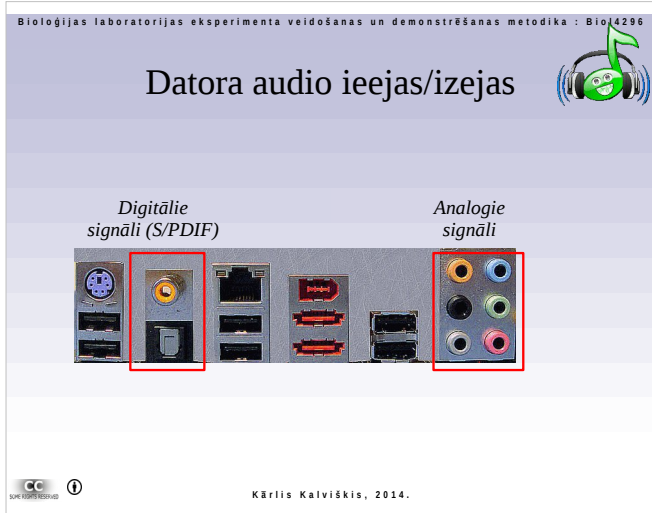 Bioloģijas laboratorijas eksperimenta veidošanas un demonstrēšanas metodika : Biol4296
Datora audio ieejas/izejas
Digitālie
signāli (S/PDIF)
Analogie
signāli
CC
SOME RIGHTS RESERVED
Kārlis Kalviškis, 2014.